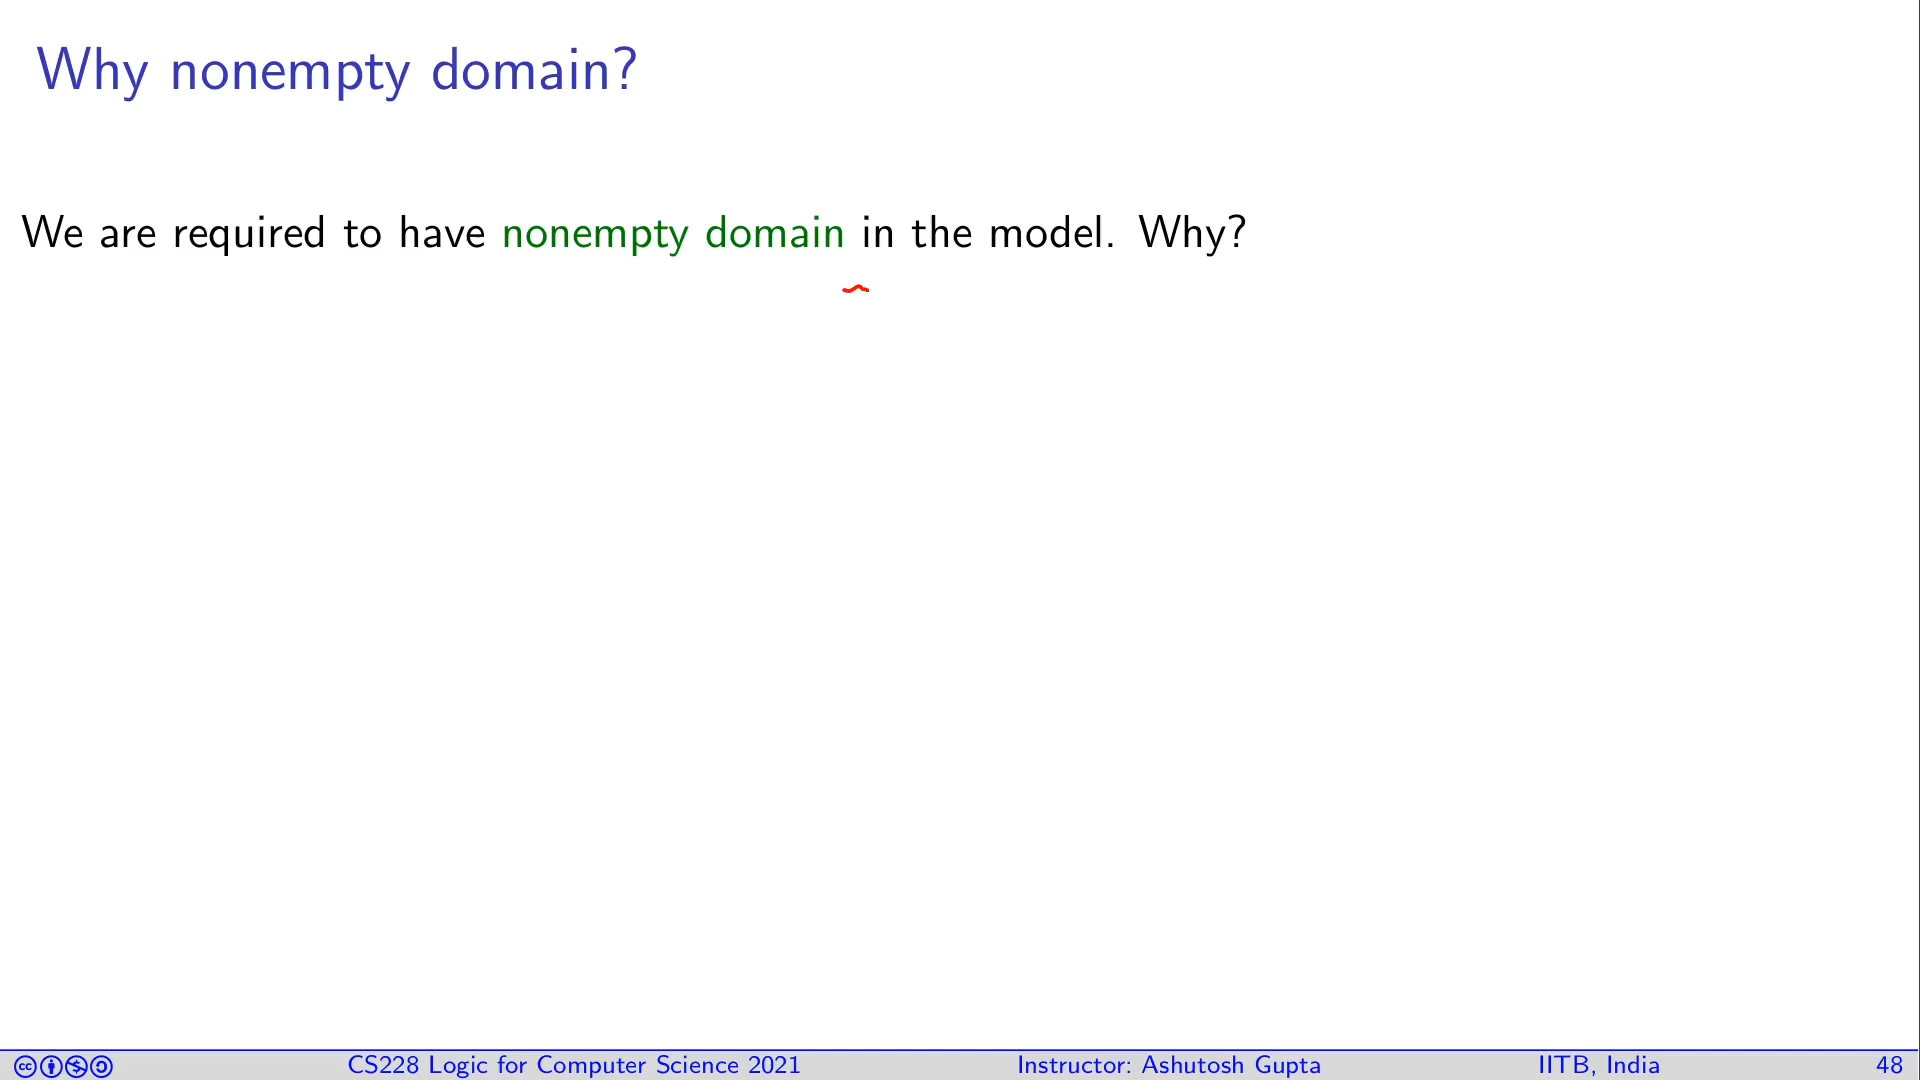 Why nonempty domain?
We are required to have nonempty domain in the model. Why?
CS228 Logic for Computer Science 2021 Instructor: Ashutosh Gupta IITB, India 48